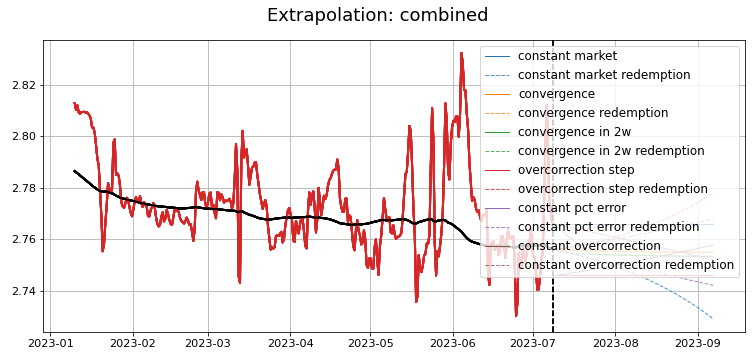 Extrapolation: combined
2.82
2.80
2.78
2.76
2.74
constant market
constant market redemption
convergence
convergence redemption
convergence in 2w
convergence in 2w redemption
overcorrection step
overcorrection step redemption
constant pct error
constant pct error redemption
constant overcorrection
constant overcorrection redemption
2023-01 2023-02 2023-03 2023-04 2023-05 2023-06 2023-07 2023-08 2023-09